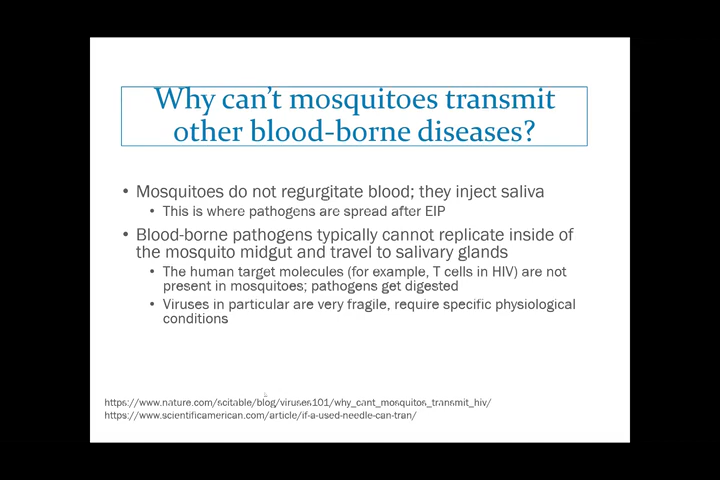 Why can't mosquitoes transmit
other blood-borne diseases?
• Mosquitoes do not regurgitate blood; they inject saliva
• This is where pathogens are spread after EIP
• Blood-borne pathogens typically cannot replicate inside of
the mosquito midgut and travel to salivary glands
• The human target molecules (for example, T cells in HIV) are not
present in mosquitoes; pathogens get digested
• Viruses in particular are very fragile, require specific physiological
conditions
https://www.nature.com/scitable/blog/viruses101/why_cant_mosquitos_transmit_hiv/
https://www.scientificamerican.com/article/if-a-used-needle-can-tran/